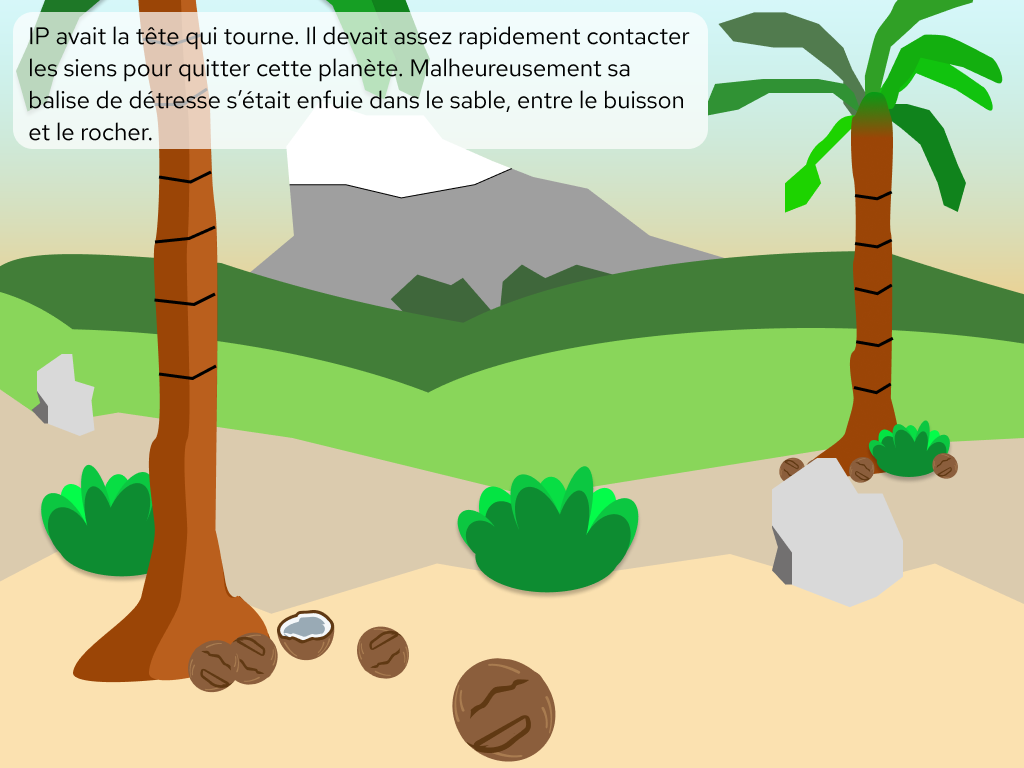 IP avait la tête qui tourne. Il devait assez rapidement contacter
les siens pour quitter cette planète. Malheureusement sa
balise de détresse s’était enfuie dans le sable, entre le buisson
et le rocher.